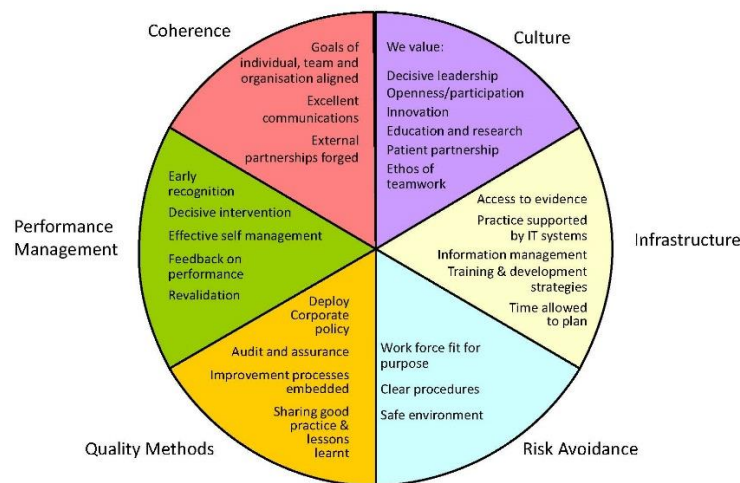 Coherence
Goals of
individual, team and
organisation aligned
Excellent
communications
External
partnerships forged
Culture
We value:
Decisive leadership
Openness/participation
Innovation
Education and research
Patient partnership
Ethos of
teamwork
Infrastructure
Access to evidence
Practice supported
by IT systems
Information management
Training & development
strategies
Time allowed
to plan
Risk Avoidance
Work force fit for
purpose
Clear procedures
Safe environment
Quality Methods
Deploy
Corporate
policy
Audit and assurance
Improvement processes
embedded
Sharing good
practice &
lessons
learnt
Performance
Management
Early
recognition
Decisive intervention
Effective self management
Feedback on
performance
Revalidation